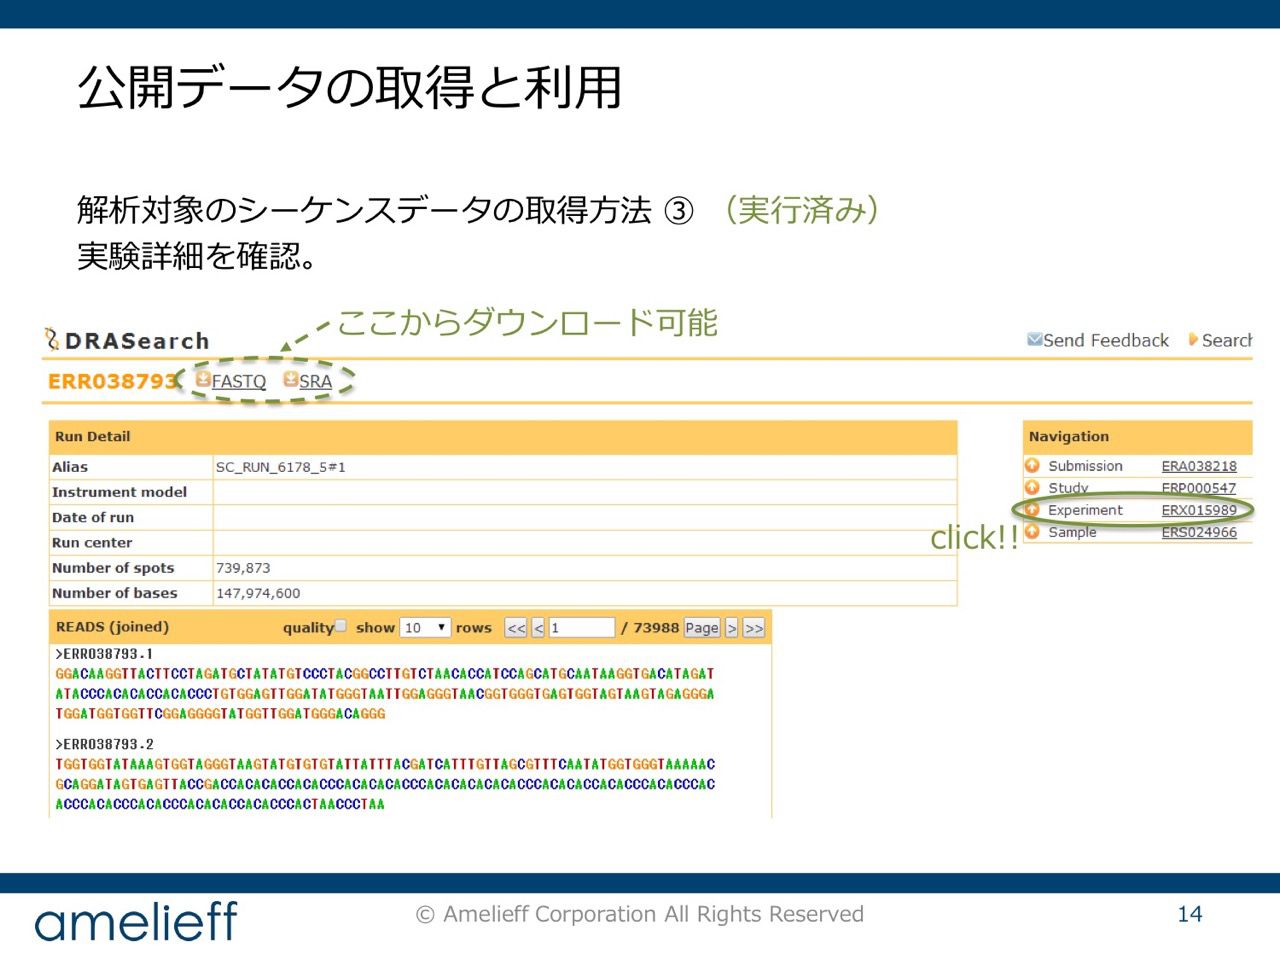 公開データの取得と利用
解析対象のシーケンスデータの取得方法 ③ （実行済み）
実験詳細を確認。
ここからダウンロード可能
DRASearch
Send Feedback Search
ERR038793 FASTQ SRA
Run Detail
Alias SC_RUN_6178_5#1
Instrument model
Date of run
Run center
Number of spots 739,873
Number of bases 147,974,600
Navigation
Submission ERA038218
Study ERP000547
Experiment ERX015989
Sample ERS024966
click!!
READS (joined) quality show 10 rows << < 1 / 73988 Page > >>
>ERR038793.1
GGACAAGGTTACTTCCTAGATGCTATATGTCCCTACGGCCTTGTCTAACACCATCCAGCATGCAATAAGGTGACATAGAT
ATACCCACACACCACACCCTGTGGAGTTGGATATGGGTAATTGGAGGGTAACGGTGGGTGAGTGGTAGTAAGTAGAGGGA
TGGATGGTGGTTCGGAGGGGTATGGTTGGATGGGACAGGG
>ERR038793.2
TGGTGGTATAAAGTGGTAGGGTAAGTATGTGTGTATTATTTACGATCATTTGTTAGCGTTTCAATATGGTGGGTAAAAAC
GCAGGATAGTGAGTTACCGACCACACACCACACCCACACACACCCACACACACACACCCACACACCACACCCACACCCAC
ACCCACACCCACACCCACACACCACACCCACTAACCCTAA
amelieff
© Amelieff Corporation All Rights Reserved
14